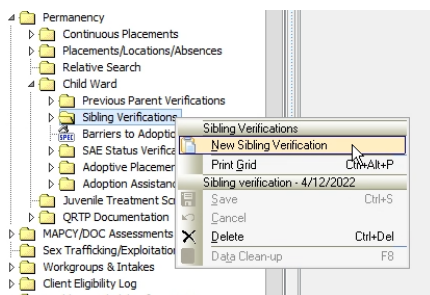 Permanency
Continuous Placements
Placements/Locations/Absences
Relative Search
Child Ward
Previous Parent Verifications
Sibling Verifications
SPEC Barriers to Adoptio
SAE Status Verifica
Adoptive Placemen
Adoption Assistanc
Juvenile Treatment Sc
QRTP Documentation
MAPCY/DOC Assessments
Sex Trafficking/Exploitation
Workgroups & Intakes
Client Eligibility Log
Sibling Verifications
New Sibling Verification
Print Grid Ctrl+Alt+P
Sibling verification - 4/12/2022
Save Ctrl+S
Cancel
Delete Ctrl+Del
Data Clean-up F8